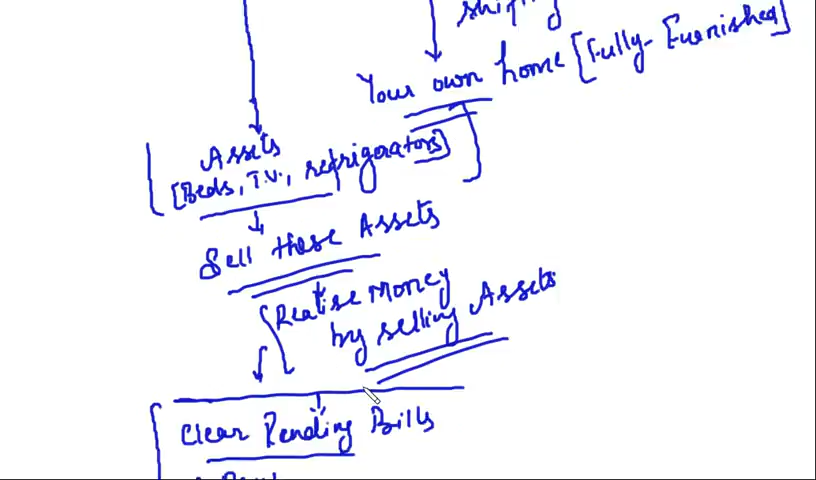 shifting
Your own home [Fully-Furnished]
Assets
[Beds, T.V., refrigerators]
Sell these Assets
Realise Money
by selling Assets
Clear Pending Bills